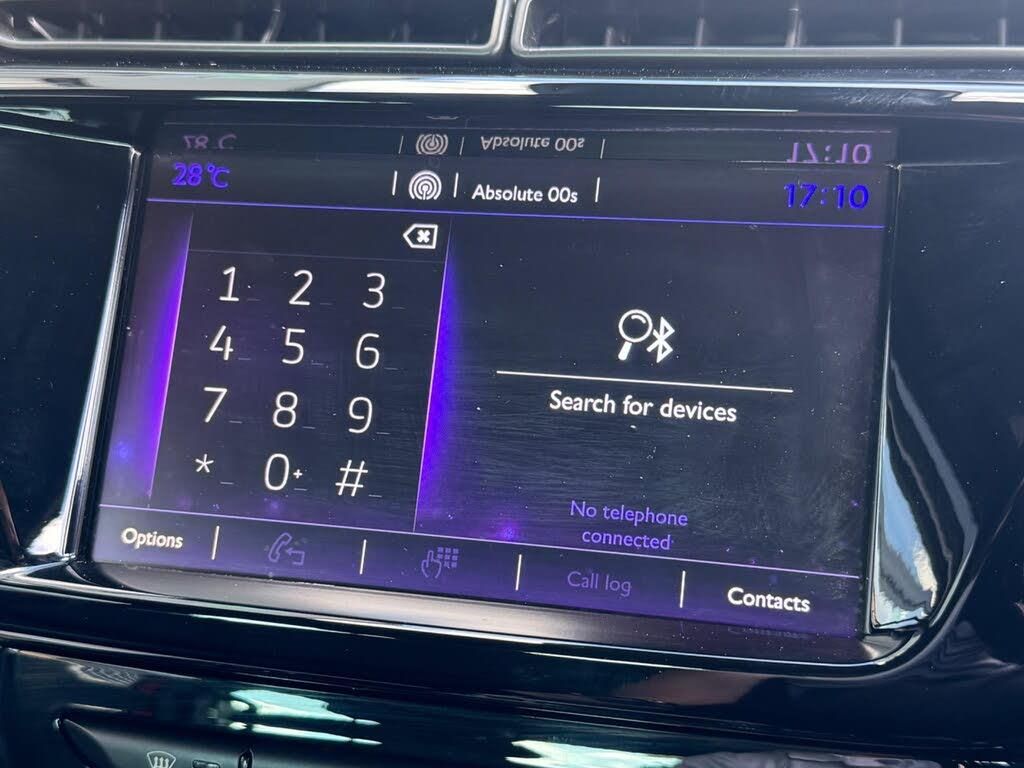 28°C Absolute 00s 17:10
1 2 3
4 5 6
7 8 9
* 0+ #
Search for devices
No telephone
connected
Options
Call log
Contacts